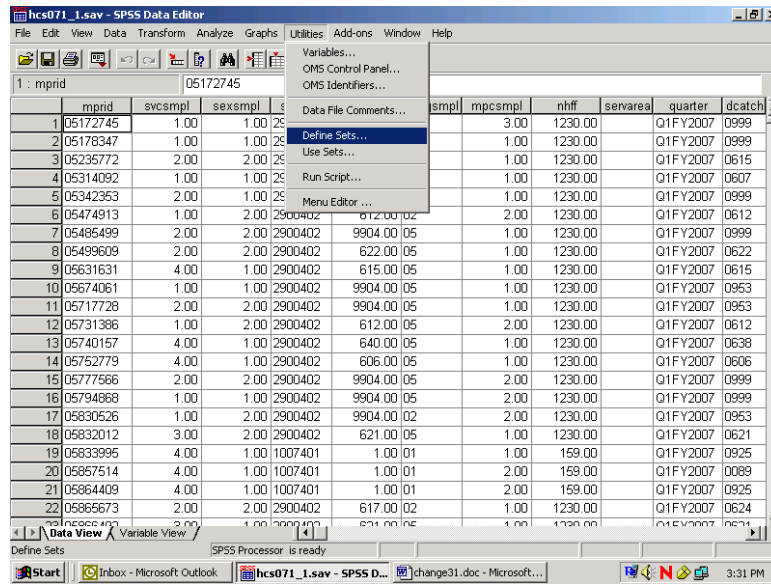 hcs071_1.sav - SPSS Data Editor
File Edit View Data Transform Analyze Graphs Utilities Add-ons Window Help
Variables...
OMS Control Panel...
OMS Identifiers...
Data File Comments...
Define Sets...
Use Sets...
Run Script...
Menu Editor ...
1 : mprid 05172745
mprid svcsmpl sexsmpl s smpl mpcsmpl nhff servarea quarter dcatch
1 05172745 1.00 1.00 29 3.00 1230.00 Q1FY2007 0999
2 05178347 1.00 1.00 29 1.00 1230.00 Q1FY2007 0999
3 05235772 2.00 2.00 29 1.00 1230.00 Q1FY2007 0615
4 05314092 1.00 1.00 29 1.00 1230.00 Q1FY2007 0607
5 05342353 2.00 1.00 29 1.00 1230.00 Q1FY2007 0999
6 05474913 1.00 2.00 2900402 612.00 02 2.00 1230.00 Q1FY2007 0612
7 05485499 2.00 2.00 2900402 9904.00 05 1.00 1230.00 Q1FY2007 0999
8 05499609 2.00 2.00 2900402 622.00 05 1.00 1230.00 Q1FY2007 0622
9 05631631 4.00 1.00 2900402 615.00 05 1.00 1230.00 Q1FY2007 0615
10 05674061 1.00 1.00 2900402 9904.00 05 1.00 1230.00 Q1FY2007 0953
11 05717728 2.00 2.00 2900402 9904.00 05 1.00 1230.00 Q1FY2007 0953
12 05731386 1.00 2.00 2900402 612.00 05 2.00 1230.00 Q1FY2007 0612
13 05740157 4.00 1.00 2900402 640.00 05 1.00 1230.00 Q1FY2007 0638
14 05752779 4.00 1.00 2900402 606.00 05 1.00 1230.00 Q1FY2007 0606
15 05777566 2.00 2.00 2900402 9904.00 05 2.00 1230.00 Q1FY2007 0999
16 05794868 1.00 1.00 2900402 9904.00 05 1.00 1230.00 Q1FY2007 0999
17 05830526 1.00 2.00 2900402 9904.00 02 2.00 1230.00 Q1FY2007 0953
18 05832012 3.00 2.00 2900402 621.00 05 1.00 1230.00 Q1FY2007 0621
19 05833995 4.00 1.00 1007401 1.00 01 1.00 159.00 Q1FY2007 0925
20 05857514 4.00 1.00 1007401 1.00 01 2.00 159.00 Q1FY2007 0089
21 05864409 4.00 1.00 1007401 1.00 01 2.00 159.00 Q1FY2007 0925
22 05865673 2.00 2.00 2900402 617.00 02 1.00 1230.00 Q1FY2007 0624
Data View Variable View
Define Sets SPSS Processor is ready
Start Inbox - Microsoft Outlook hcs071_1.sav - SPSS D... change31.doc - Microsoft... 3:31 PM